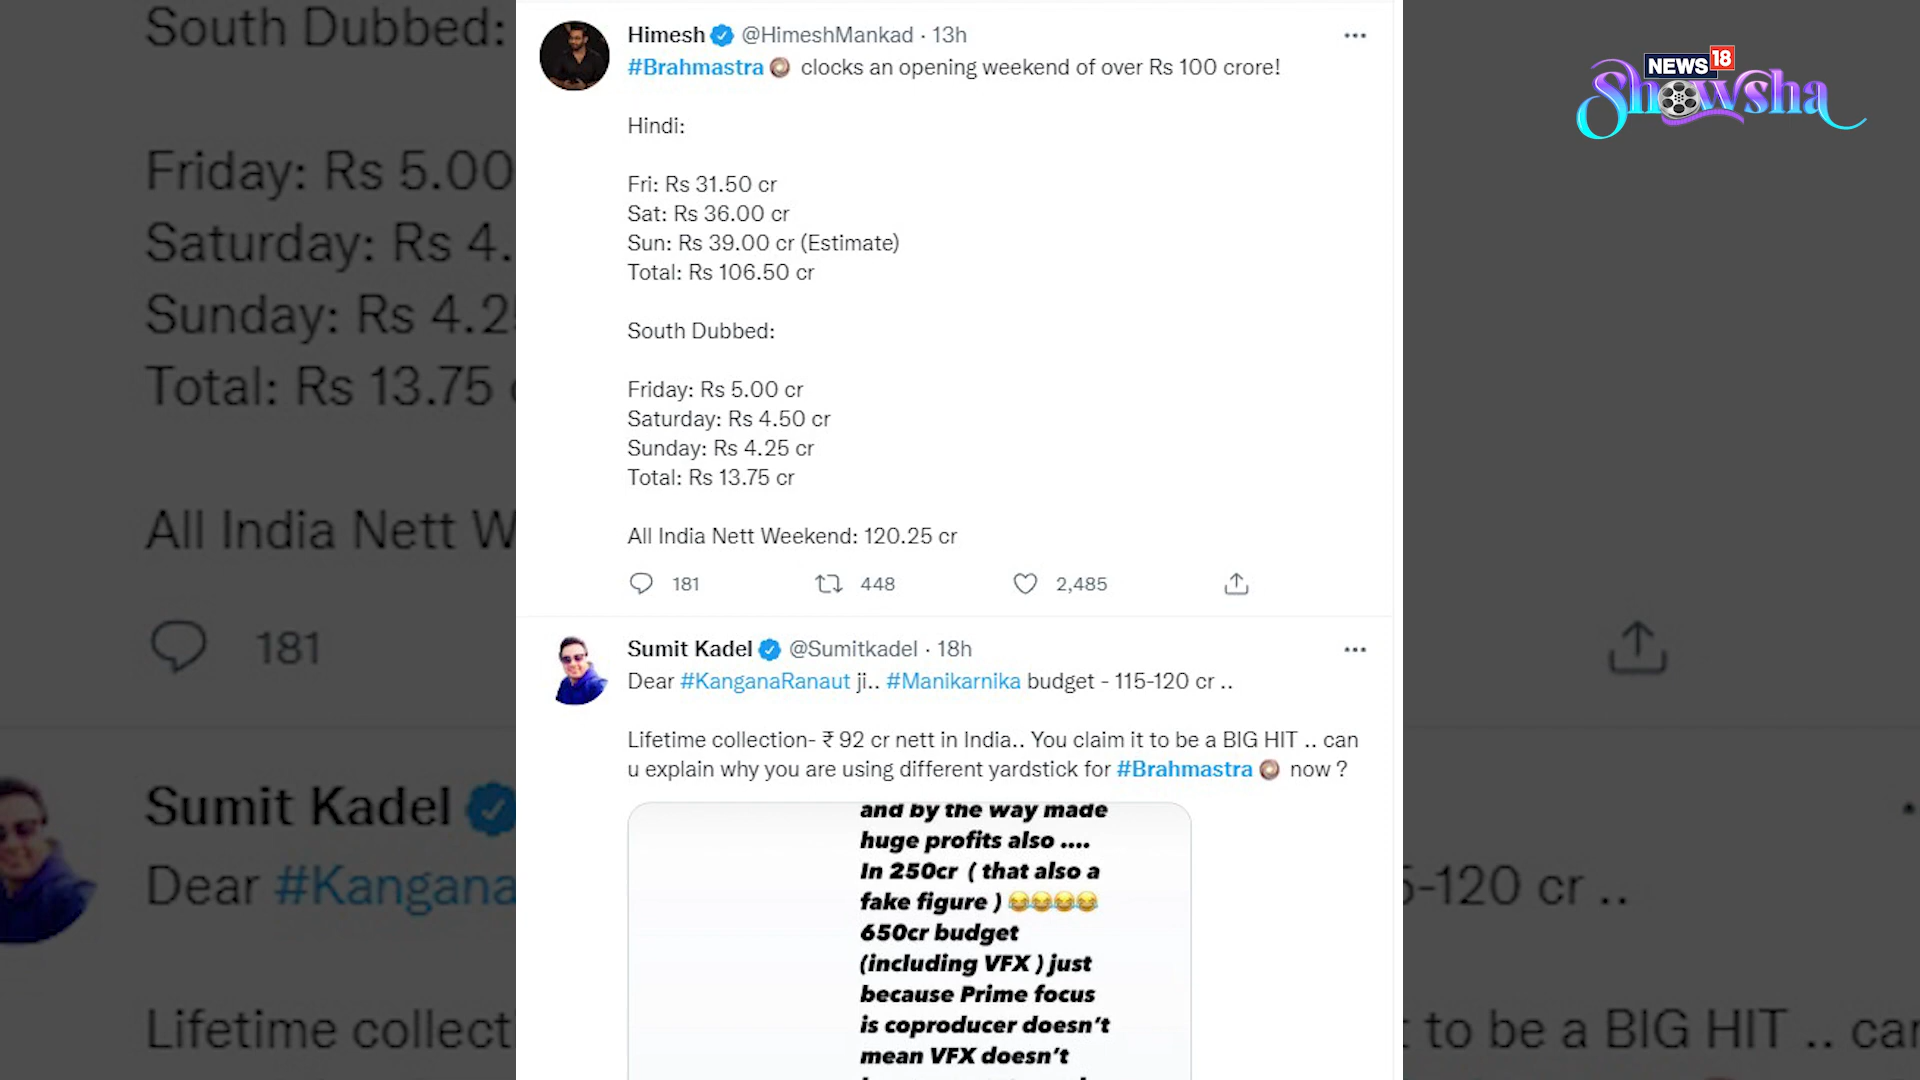 South Dubbed:
Friday: Rs 5.00
Saturday: Rs 4.
Sunday: Rs 4.2
Total: Rs 13.75
All India Nett W
181
Sumit Kadel
Dear #Kangana
Lifetime collect
Himesh @HimeshMankad · 13h
#Brahmastra clocks an opening weekend of over Rs 100 crore!
Hindi:
Fri: Rs 31.50 cr
Sat: Rs 36.00 cr
Sun: Rs 39.00 cr (Estimate)
Total: Rs 106.50 cr
South Dubbed:
Friday: Rs 5.00 cr
Saturday: Rs 4.50 cr
Sunday: Rs 4.25 cr
Total: Rs 13.75 cr
All India Nett Weekend: 120.25 cr
181 448 2,485
Sumit Kadel @Sumitkadel · 18h
Dear #KanganaRanaut ji.. #Manikarnika budget - 115-120 cr ..
Lifetime collection- ₹ 92 cr nett in India.. You claim it to be a BIG HIT .. can
u explain why you are using different yardstick for #Brahmastra now ?
and by the way made
huge profits also ....
In 250cr ( that also a
fake figure ) 😂😂😂😂
650cr budget
(including VFX ) just
because Prime focus
is coproducer doesn't
mean VFX doesn't
NEWS 18
Showsha
5-120 cr ..
to be a BIG HIT .. can